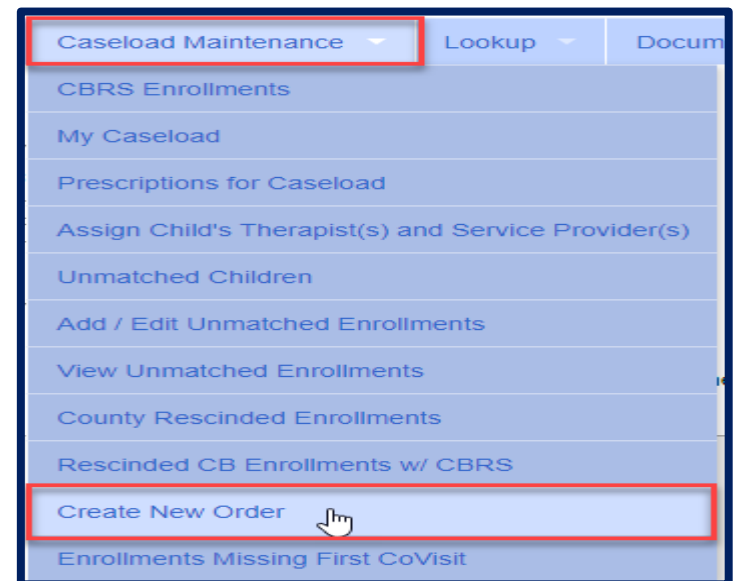 Caseload Maintenance Lookup Docum
CBRS Enrollments
My Caseload
Prescriptions for Caseload
Assign Child's Therapist(s) and Service Provider(s)
Unmatched Children
Add / Edit Unmatched Enrollments
View Unmatched Enrollments
County Rescinded Enrollments
Rescinded CB Enrollments w/ CBRS
Create New Order
Enrollments Missing First CoVisit